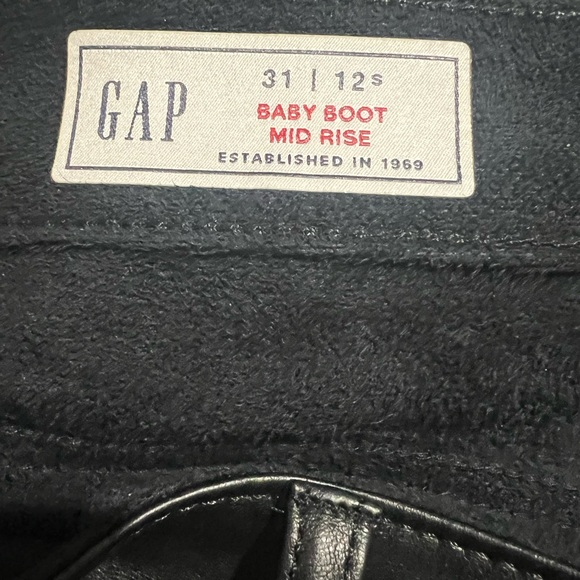 GAP
31 | 12s
BABY BOOT
MID RISE
ESTABLISHED IN 1969